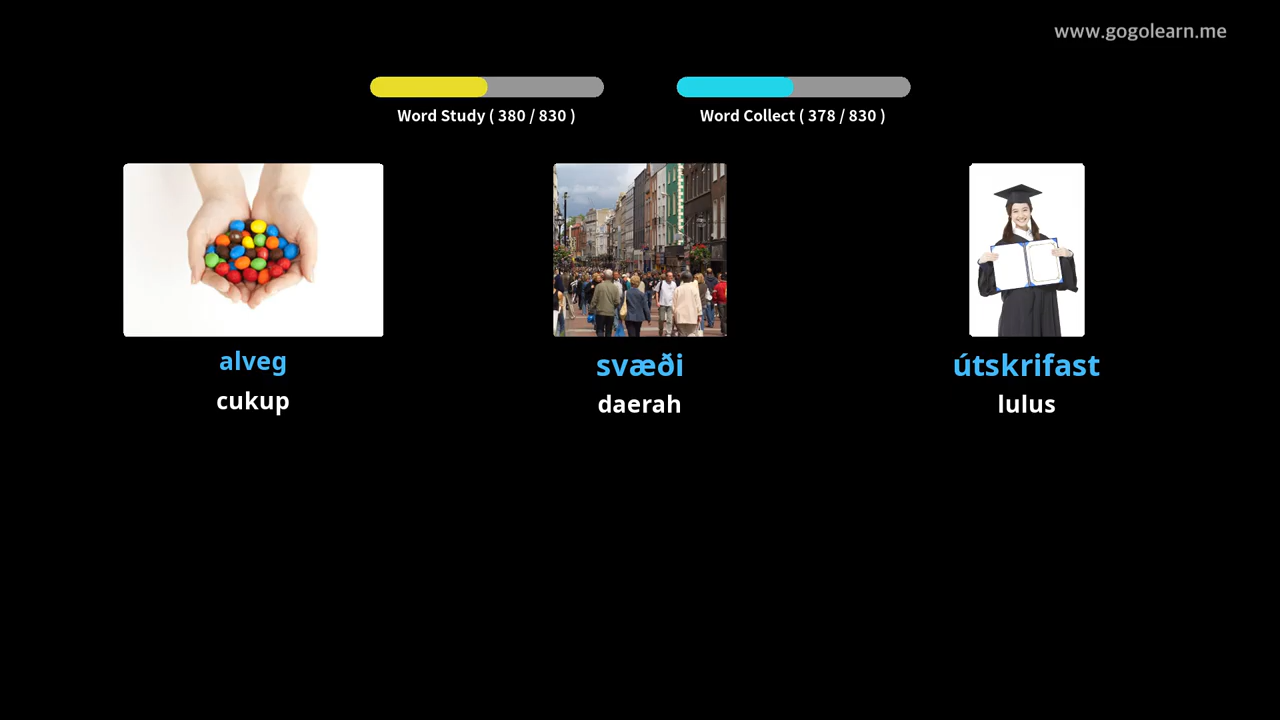 www.gogolearn.me
Word Study ( 380 / 830 )
Word Collect ( 378 / 830 )
alveg
cukup
svæði
daerah
útskrifast
lulus